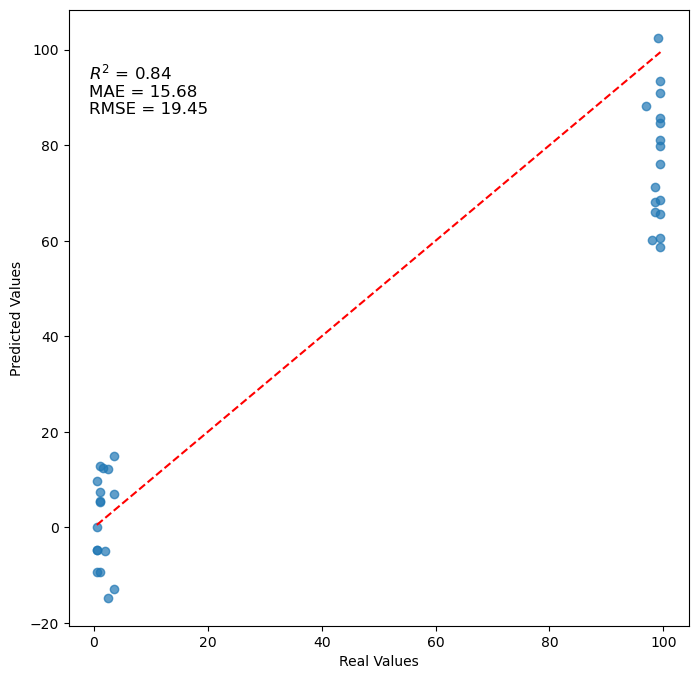 R² = 0.84
MAE = 15.68
RMSE = 19.45
100
80
60
40
20
0
−20
Predicted Values
0 20 40 60 80 100
Real Values